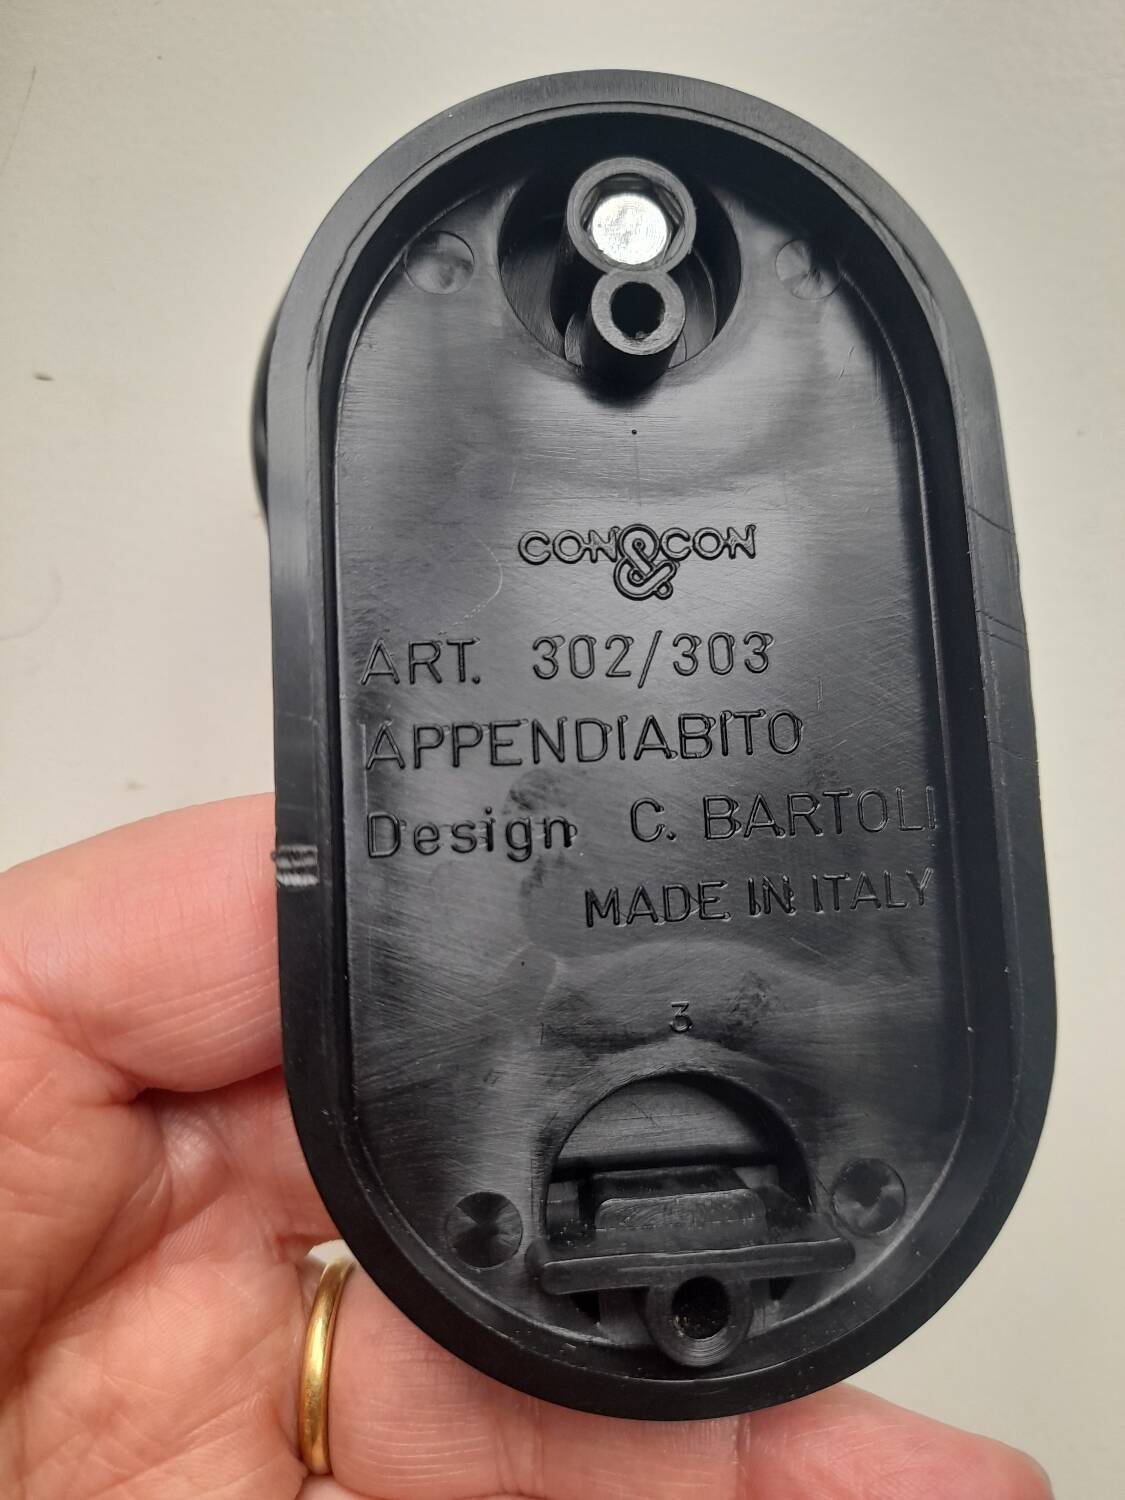 CON&CON
ART. 302/303
APPENDIABITO
Design C. BARTOLI
MADE IN ITALY
3